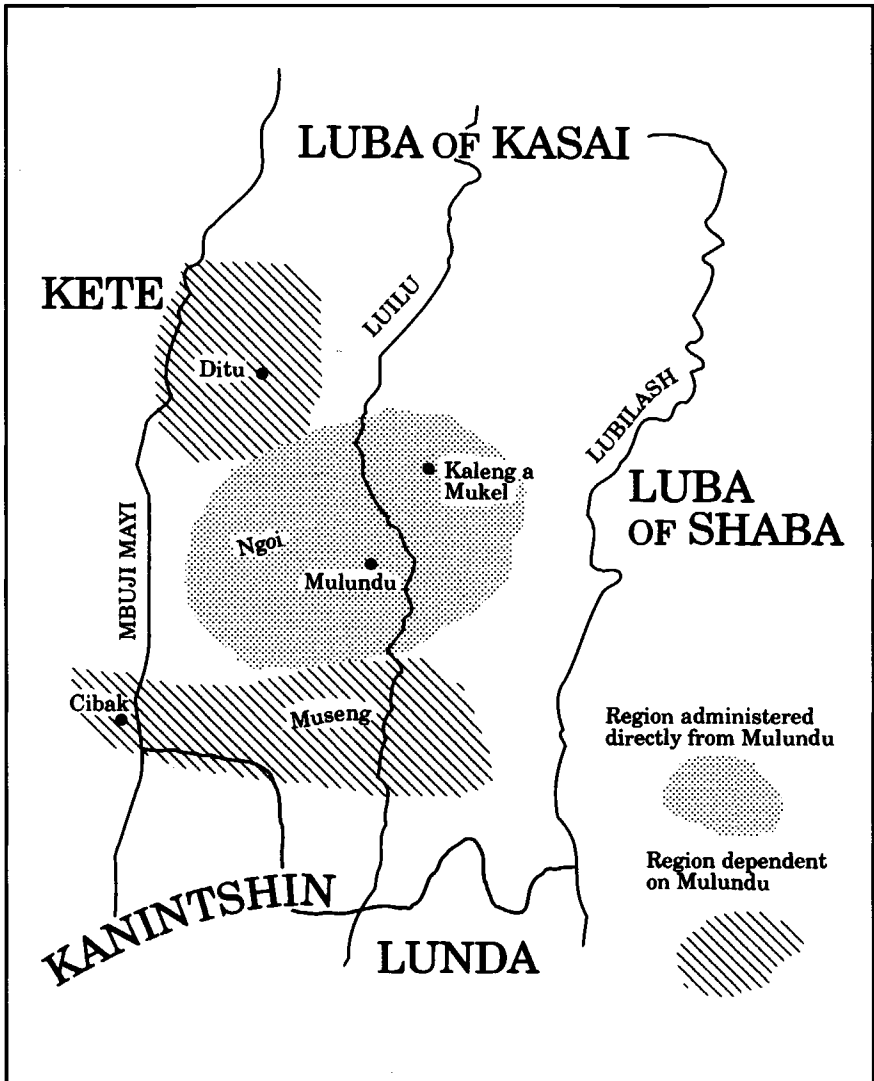 LUBA OF KASAI
KETE
LUILU
Ditu
LUBILASH
Kaleng a
Mukel
LUBA
OF SHABA
Ngoi
Mulundu
MBUJI MAYI
Cibak
Museng
Region administered
directly from Mulundu
Region dependent
on Mulundu
KANINTSHIN
LUNDA